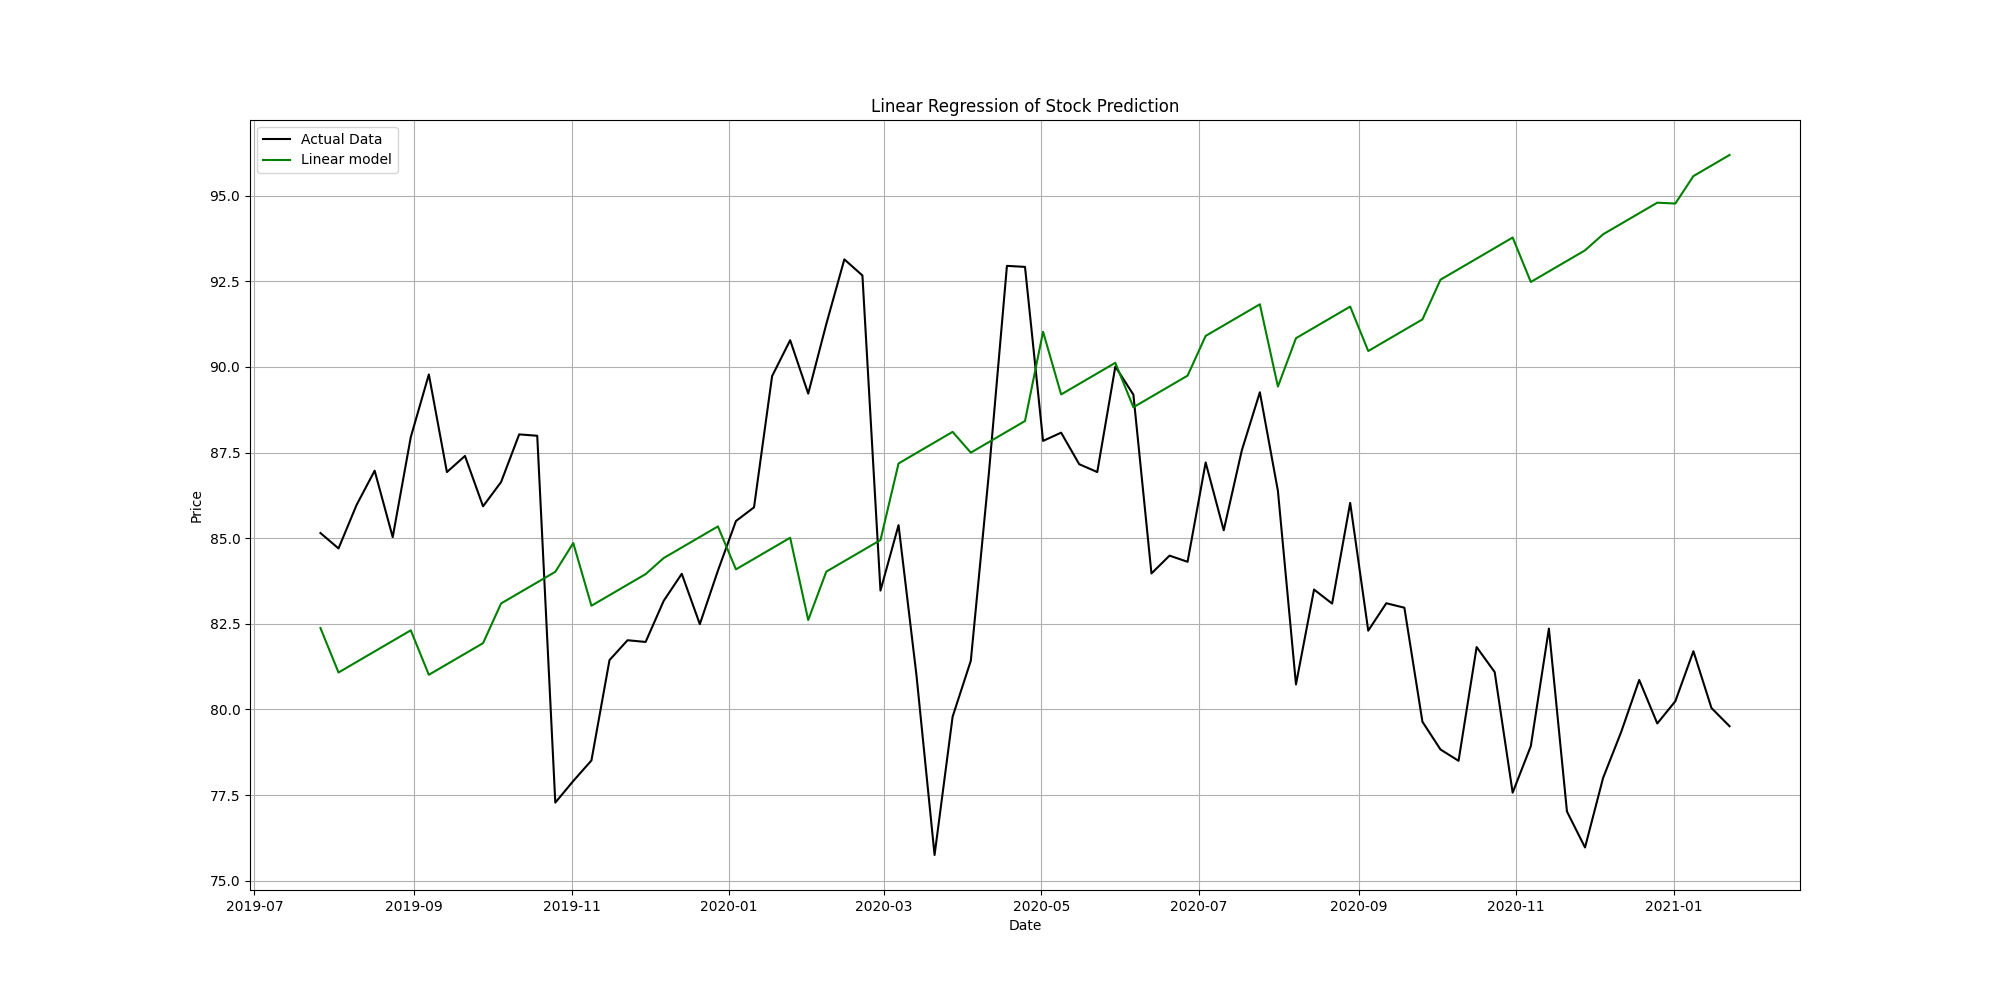 Linear Regression of Stock Prediction
Actual Data
Linear model
95.0
92.5
90.0
87.5
85.0
82.5
80.0
77.5
75.0
Price
2019-07 2019-09 2019-11 2020-01 2020-03 2020-05 2020-07 2020-09 2020-11 2021-01
Date